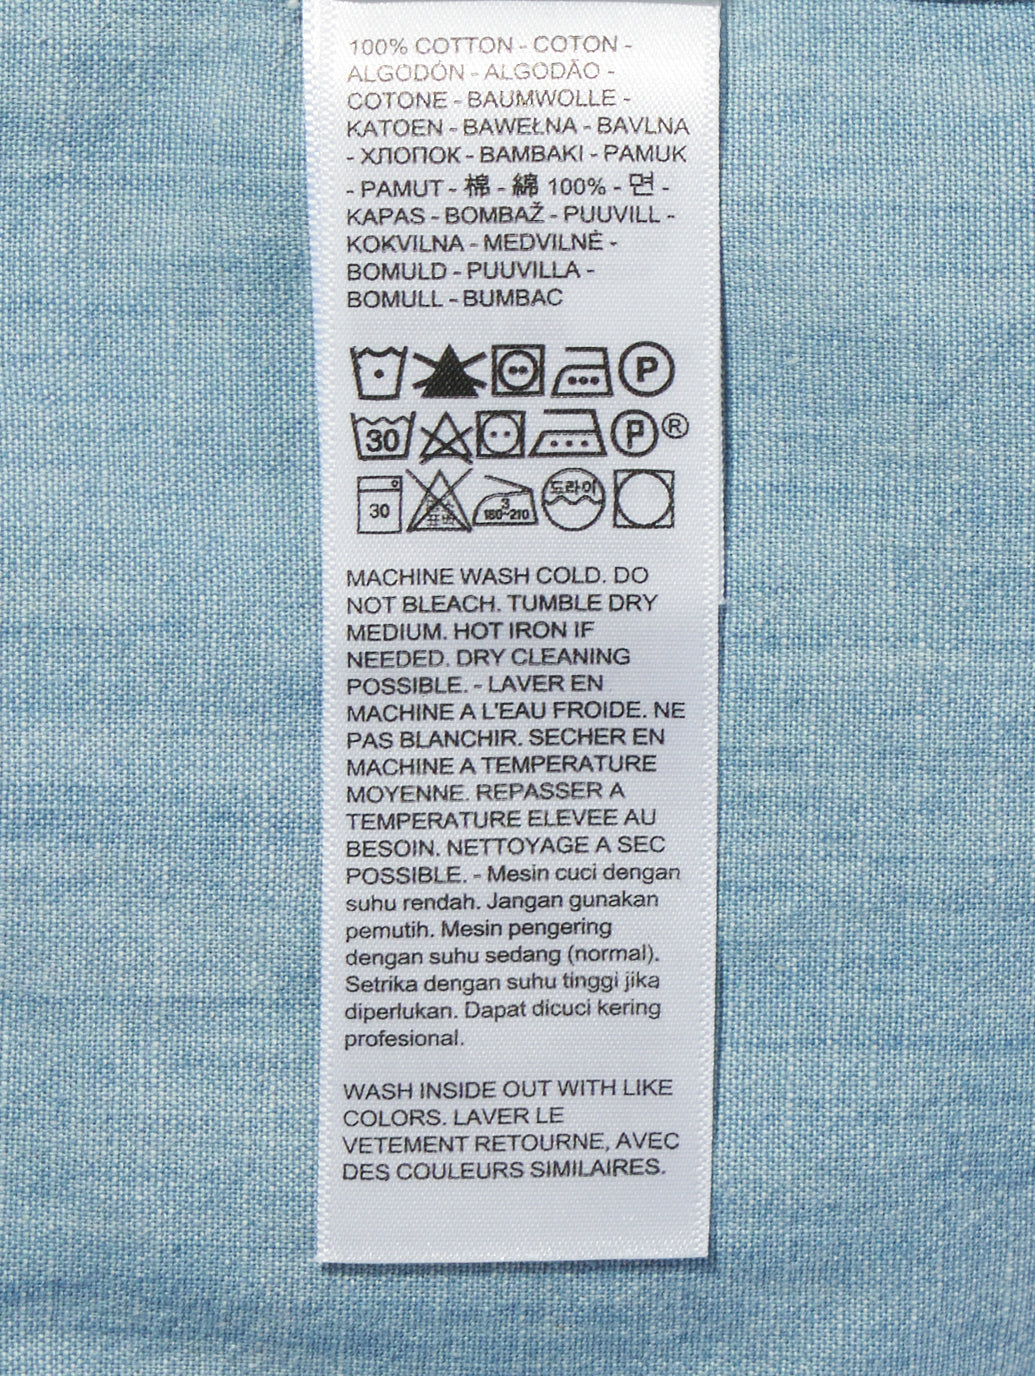 100% COTTON - COTON -
ALGODÓN - ALGODÃO -
COTONE - BAUMWOLLE -
KATOEN - BAWEŁNA - BAVLNA
- ХЛОПОК - BAMBAKI - PAMUK
- PAMUT - 棉 - 綿 100% - 면 -
KAPAS - BOMBAŽ - PUUVILL -
KOKVILNA - MEDVILNĖ -
BOMULD - PUUVILLA -
BOMULL - BUMBAC
P
30 P ®
30 3 180~210 드라이
MACHINE WASH COLD. DO
NOT BLEACH. TUMBLE DRY
MEDIUM. HOT IRON IF
NEEDED. DRY CLEANING
POSSIBLE. - LAVER EN
MACHINE A L'EAU FROIDE. NE
PAS BLANCHIR. SECHER EN
MACHINE A TEMPERATURE
MOYENNE. REPASSER A
TEMPERATURE ELEVEE AU
BESOIN. NETTOYAGE A SEC
POSSIBLE. - Mesin cuci dengan
suhu rendah. Jangan gunakan
pemutih. Mesin pengering
dengan suhu sedang (normal).
Setrika dengan suhu tinggi jika
diperlukan. Dapat dicuci kering
profesional.
WASH INSIDE OUT WITH LIKE
COLORS. LAVER LE
VETEMENT RETOURNE, AVEC
DES COULEURS SIMILAIRES.